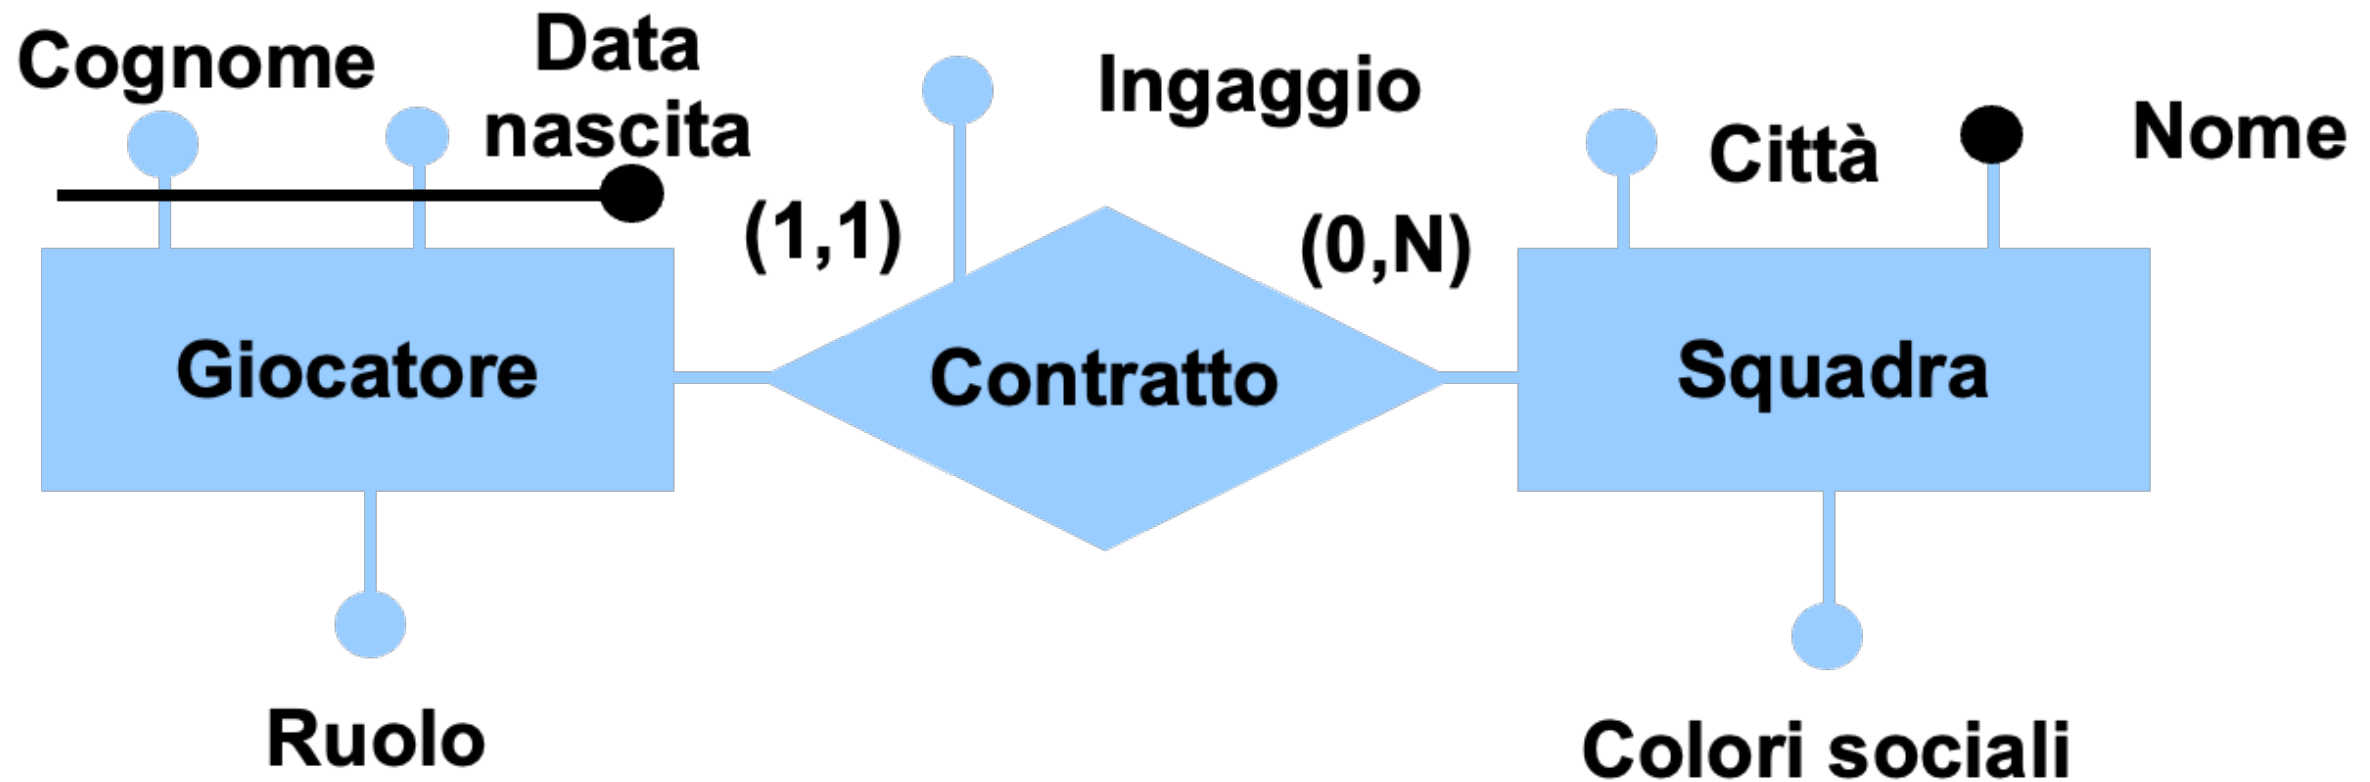 Cognome
Data
nascita
Ingaggio
Città
Nome
(1,1)
(0,N)
Giocatore
Contratto
Squadra
Ruolo
Colori sociali